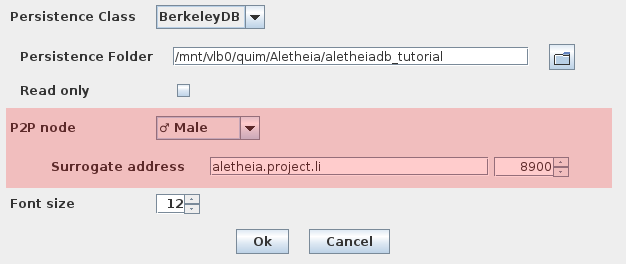 Persistence Class BerkeleyDB
Persistence Folder /mnt/vlb0/quim/Aletheia/aletheiadb_tutorial
Read only
P2P node ♂ Male
Surrogate address aletheia.project.li 8900
Font size 12
Ok Cancel